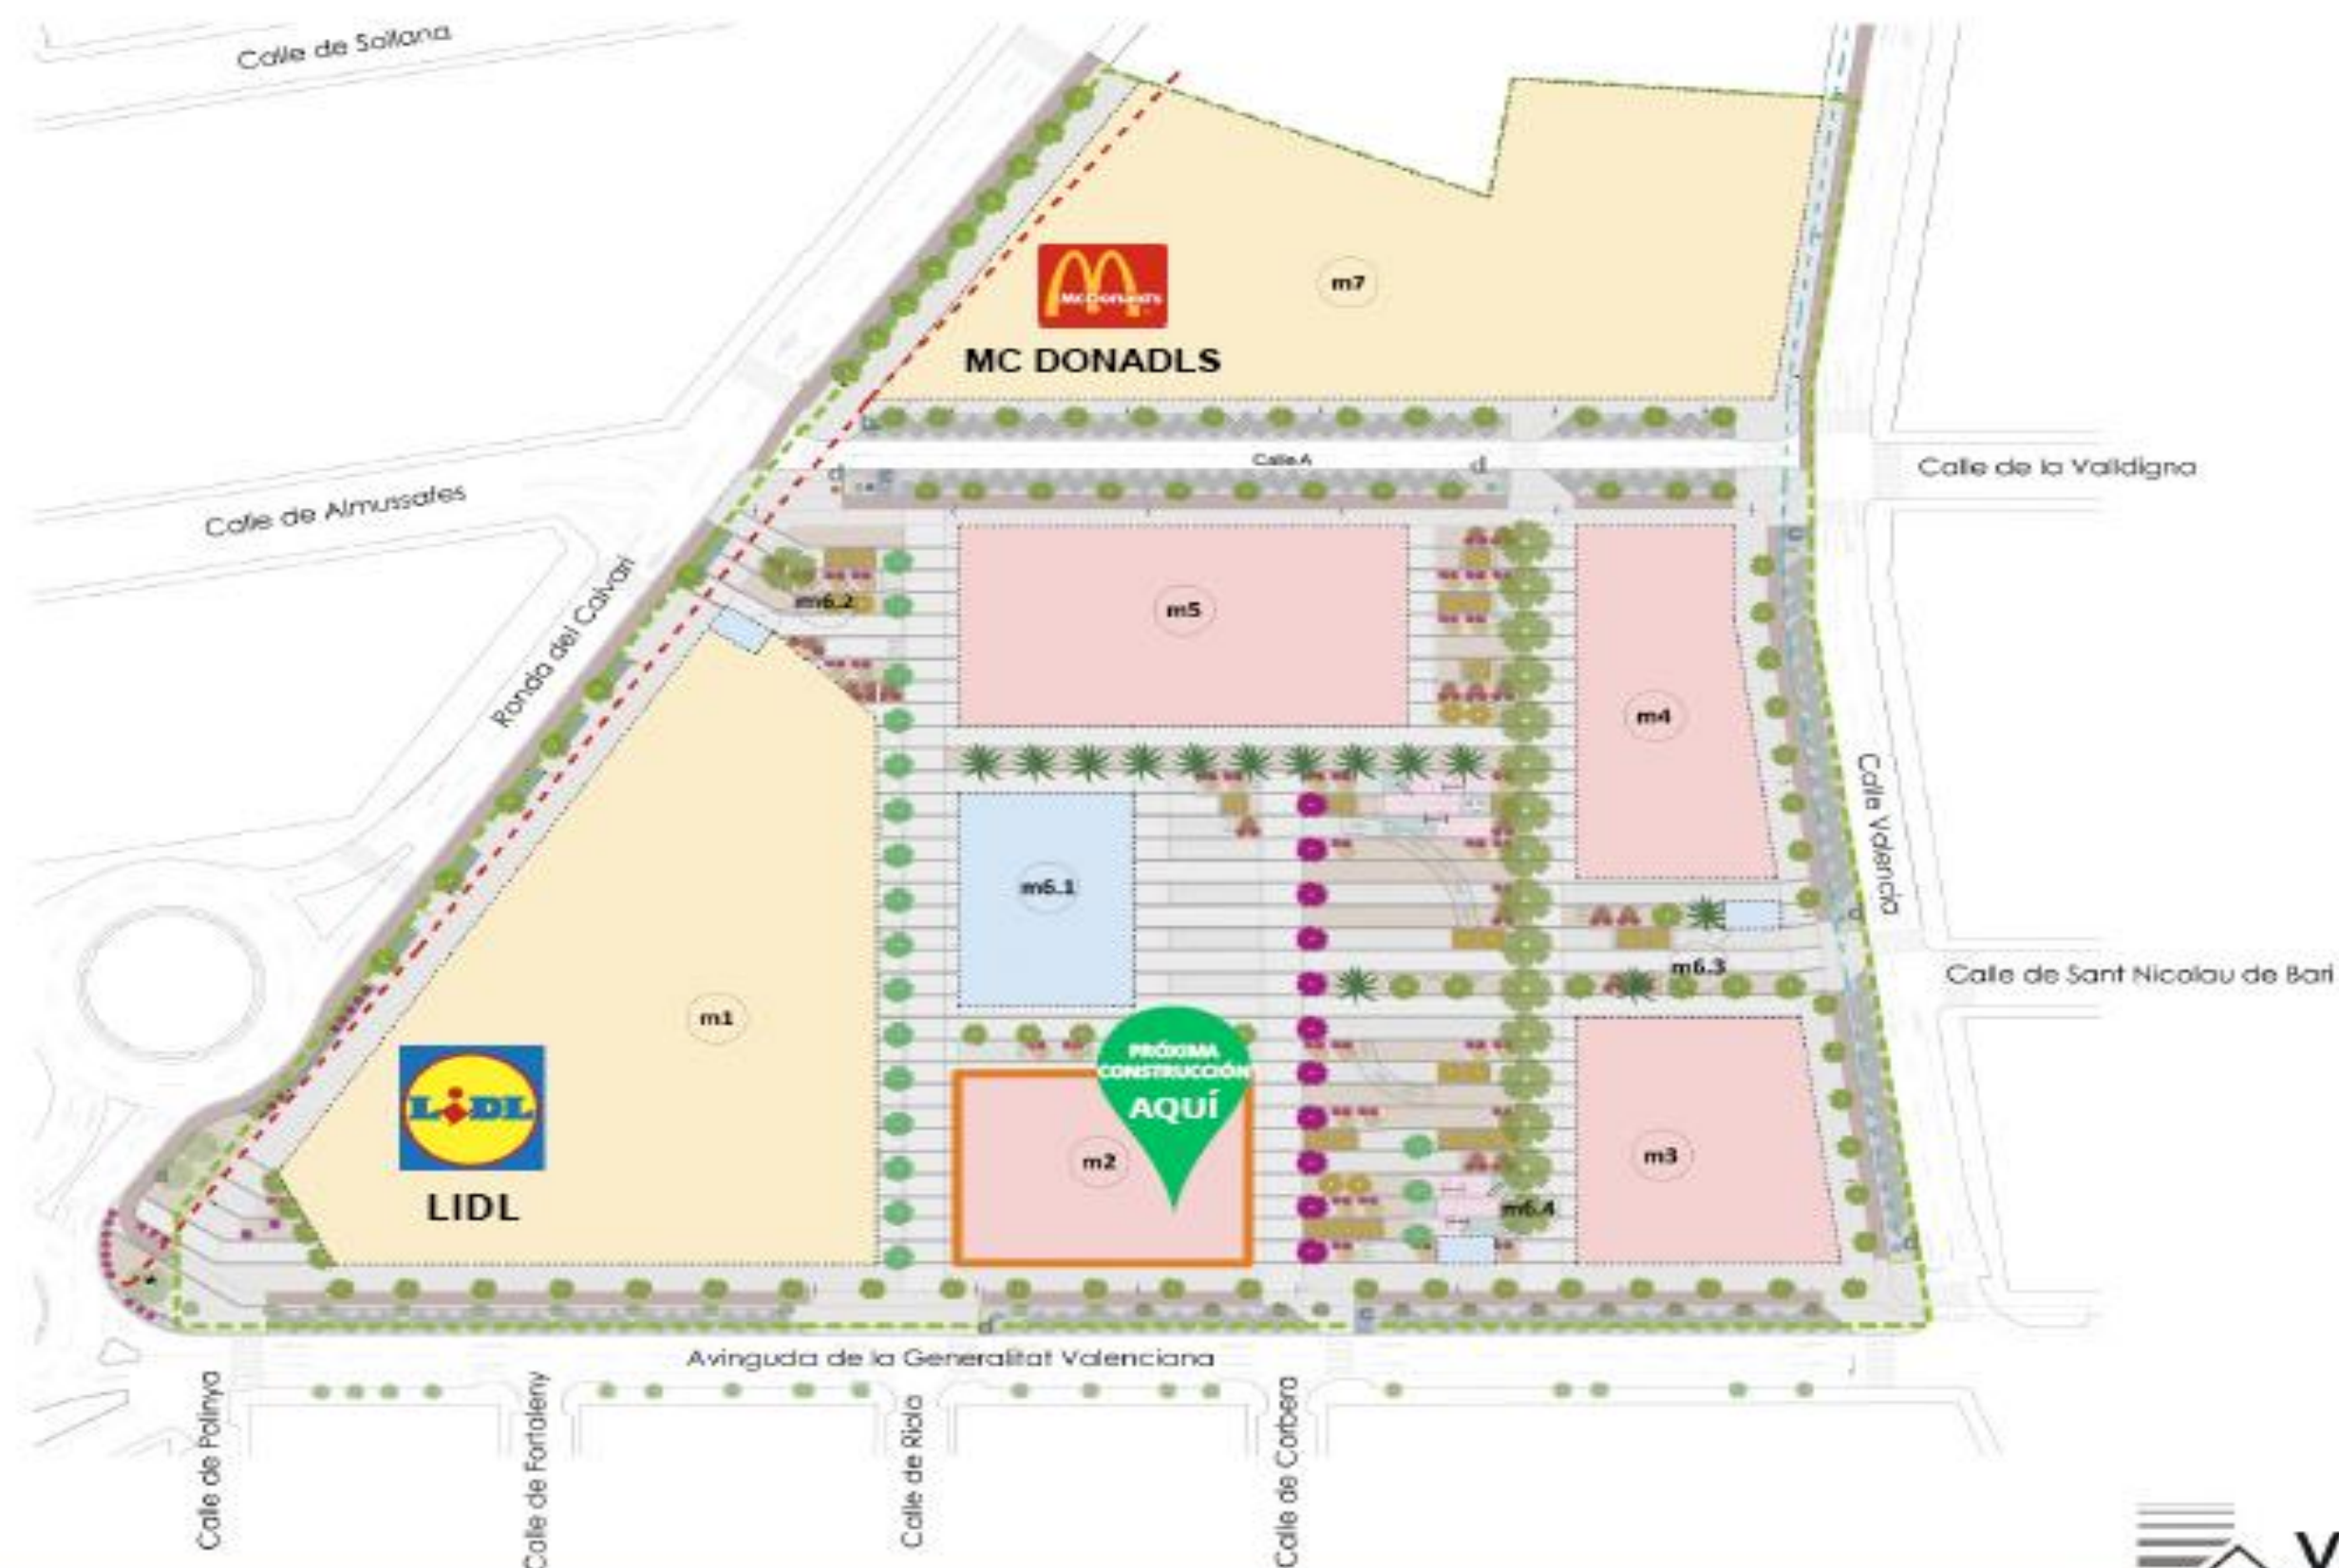 Calle de Sollana
m7
McDonald's
MC DONADLS
Calle A
Calle de la Valldigna
Calle de Almussafes
Ronda del Calvari
m6.2
m5
m4
Calle Valencia
m6.1
m6.3
Calle de Sant Nicolau de Bari
m1
PRÓXIMA
CONSTRUCCIÓN
AQUÍ
LIDL
LIDL
m2
m3
m6.4
Avinguda de la Generalitat Valenciana
Calle de Polinya
Calle de Fortaleny
Calle de Riola
Calle de Corbera
V